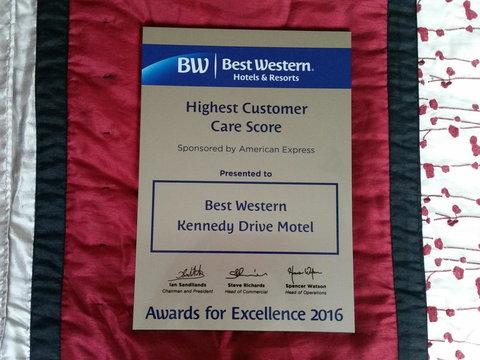 BW Best Western.
Hotels & Resorts
Highest Customer
Care Score
Sponsored by American Express
Presented to
Best Western
Kennedy Drive Motel
Ian Sendilands Steve Richards Spencer Watson
Chairman and President Head of Commercial Head of Operations
Awards for Excellence 2016